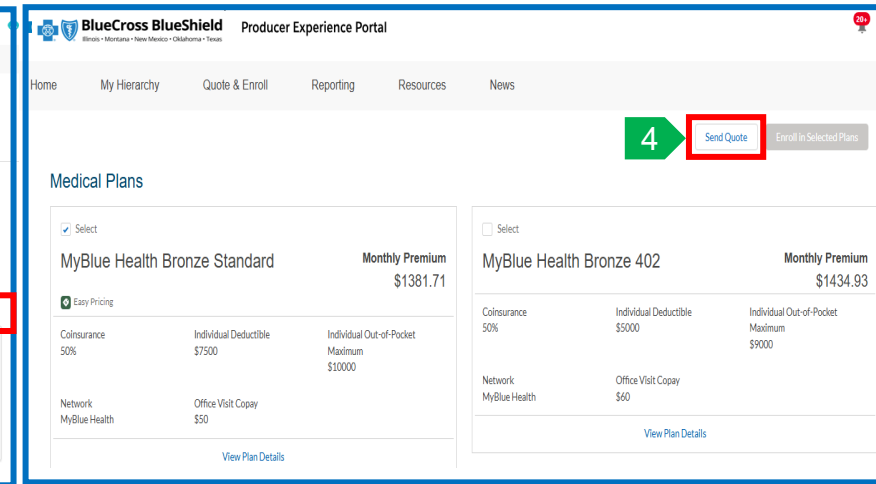 BlueCross BlueShield
Illinois • Montana • New Mexico • Oklahoma • Texas
Producer Experience Portal
20+
Home My Hierarchy Quote & Enroll Reporting Resources News
4
Send Quote
Enroll in Selected Plans
Medical Plans
Select
MyBlue Health Bronze Standard
Monthly Premium
$1381.71
Easy Pricing
Coinsurance
50%
Individual Deductible
$7500
Individual Out-of-Pocket
Maximum
$10000
Network
MyBlue Health
Office Visit Copay
$50
View Plan Details
Select
MyBlue Health Bronze 402
Monthly Premium
$1434.93
Coinsurance
50%
Individual Deductible
$5000
Individual Out-of-Pocket
Maximum
$9000
Network
MyBlue Health
Office Visit Copay
$60
View Plan Details